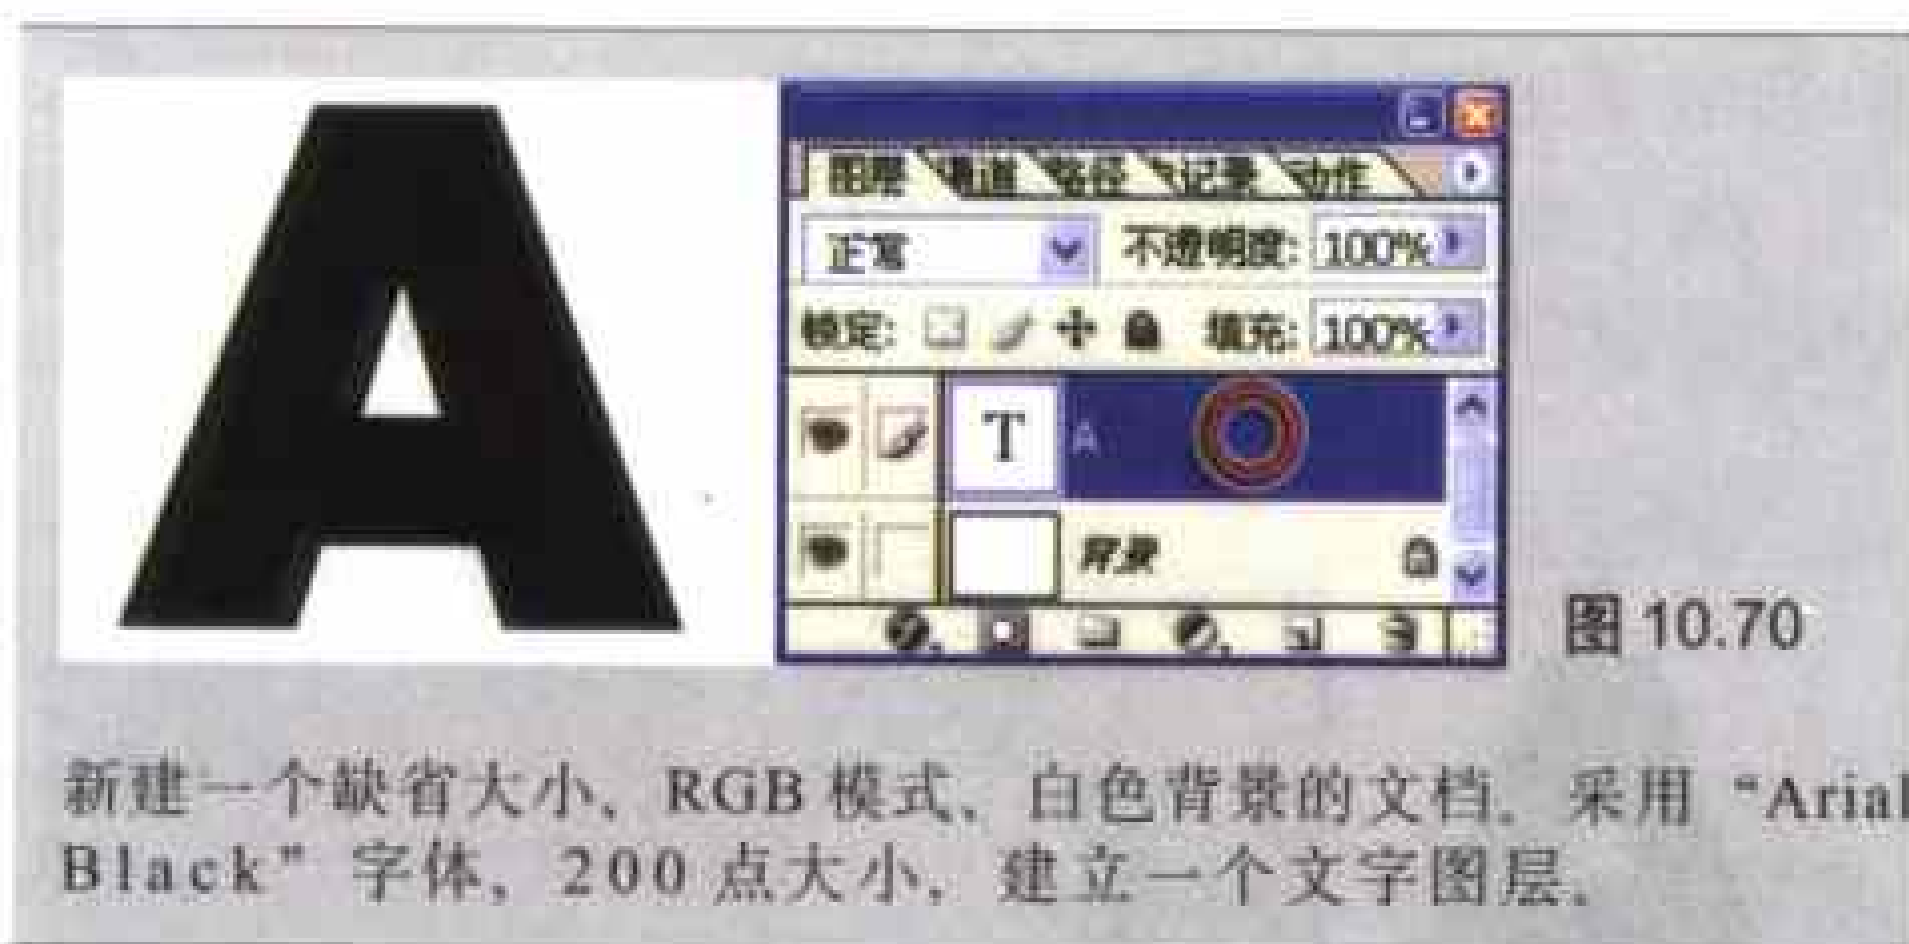 A
图层 通道 路径 记录 动作
正常 不透明度: 100%
锁定: 填充: 100%
T A
背景
图 10.70
新建一个缺省大小、RGB 模式、白色背景的文档。采用 “Arial
Black” 字体，200 点大小，建立一个文字图层。